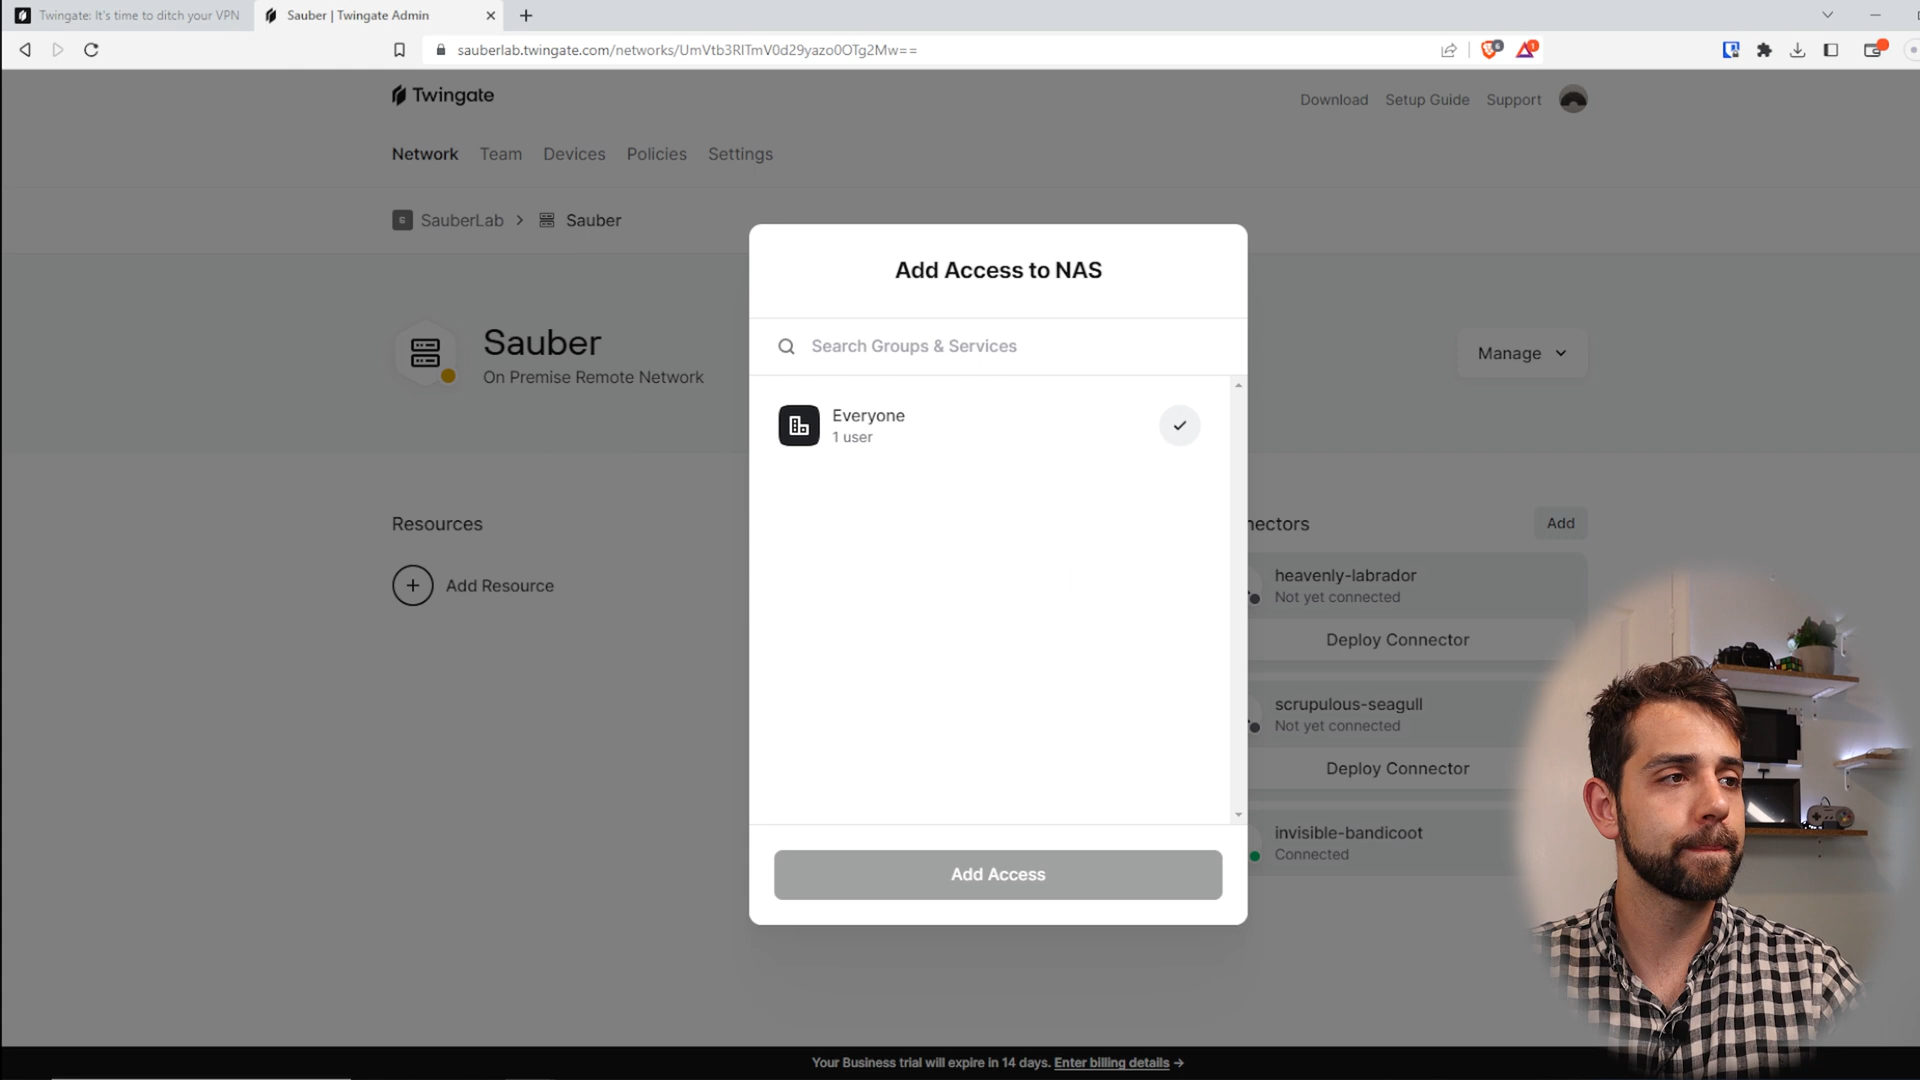 Twingate: It's time to ditch your VPN
Sauber | Twingate Admin
sauberlab.twingate.com/networks/UmVtb3RlTmV0d29yazo0OTg2Mw==
6
1
Twingate
Download Setup Guide Support
Network Team Devices Policies Settings
G SauberLab > Sauber
Sauber
On Premise Remote Network
Manage
Add Access to NAS
Search Groups & Services
Everyone
1 user
Add Access
Resources
Add Resource
nectors
Add
heavenly-labrador
Not yet connected
Deploy Connector
scrupulous-seagull
Not yet connected
Deploy Connector
invisible-bandicoot
Connected
Your Business trial will expire in 14 days. Enter billing details →